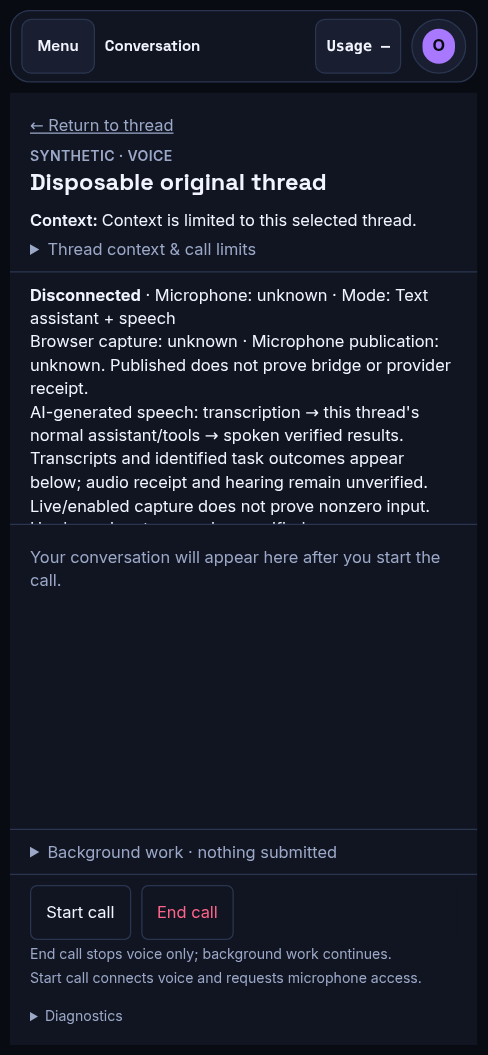 Menu
Conversation
Usage —
O
← Return to thread
SYNTHETIC · VOICE
Disposable original thread
Context: Context is limited to this selected thread.
▶ Thread context & call limits
Disconnected · Microphone: unknown · Mode: Text
assistant + speech
Browser capture: unknown · Microphone publication:
unknown. Published does not prove bridge or provider
receipt.
AI-generated speech: transcription → this thread's
normal assistant/tools → spoken verified results.
Transcripts and identified task outcomes appear
below; audio receipt and hearing remain unverified.
Live/enabled capture does not prove nonzero input.
Your conversation will appear here after you start the
call.
▶ Background work · nothing submitted
Start call
End call
End call stops voice only; background work continues.
Start call connects voice and requests microphone access.
▶ Diagnostics